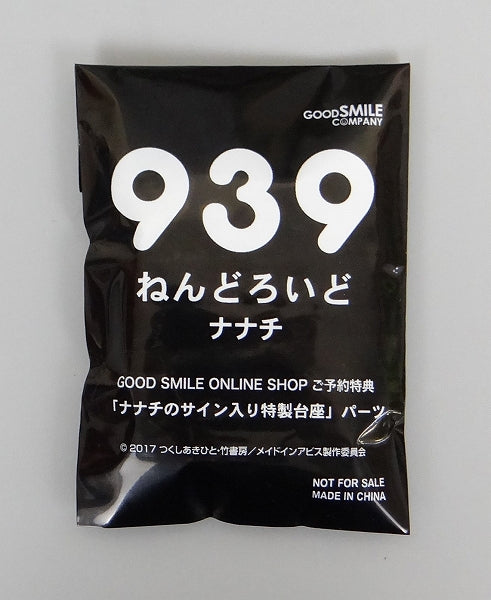 GOOD SMILE
COMPANY
939
ねんどろいど
ナナチ
GOOD SMILE ONLINE SHOP ご予約特典
「ナナチのサイン入り特製台座」パーツ
© 2017 つくしあきひと・竹書房／メイドインアビス製作委員会
NOT FOR SALE
MADE IN CHINA